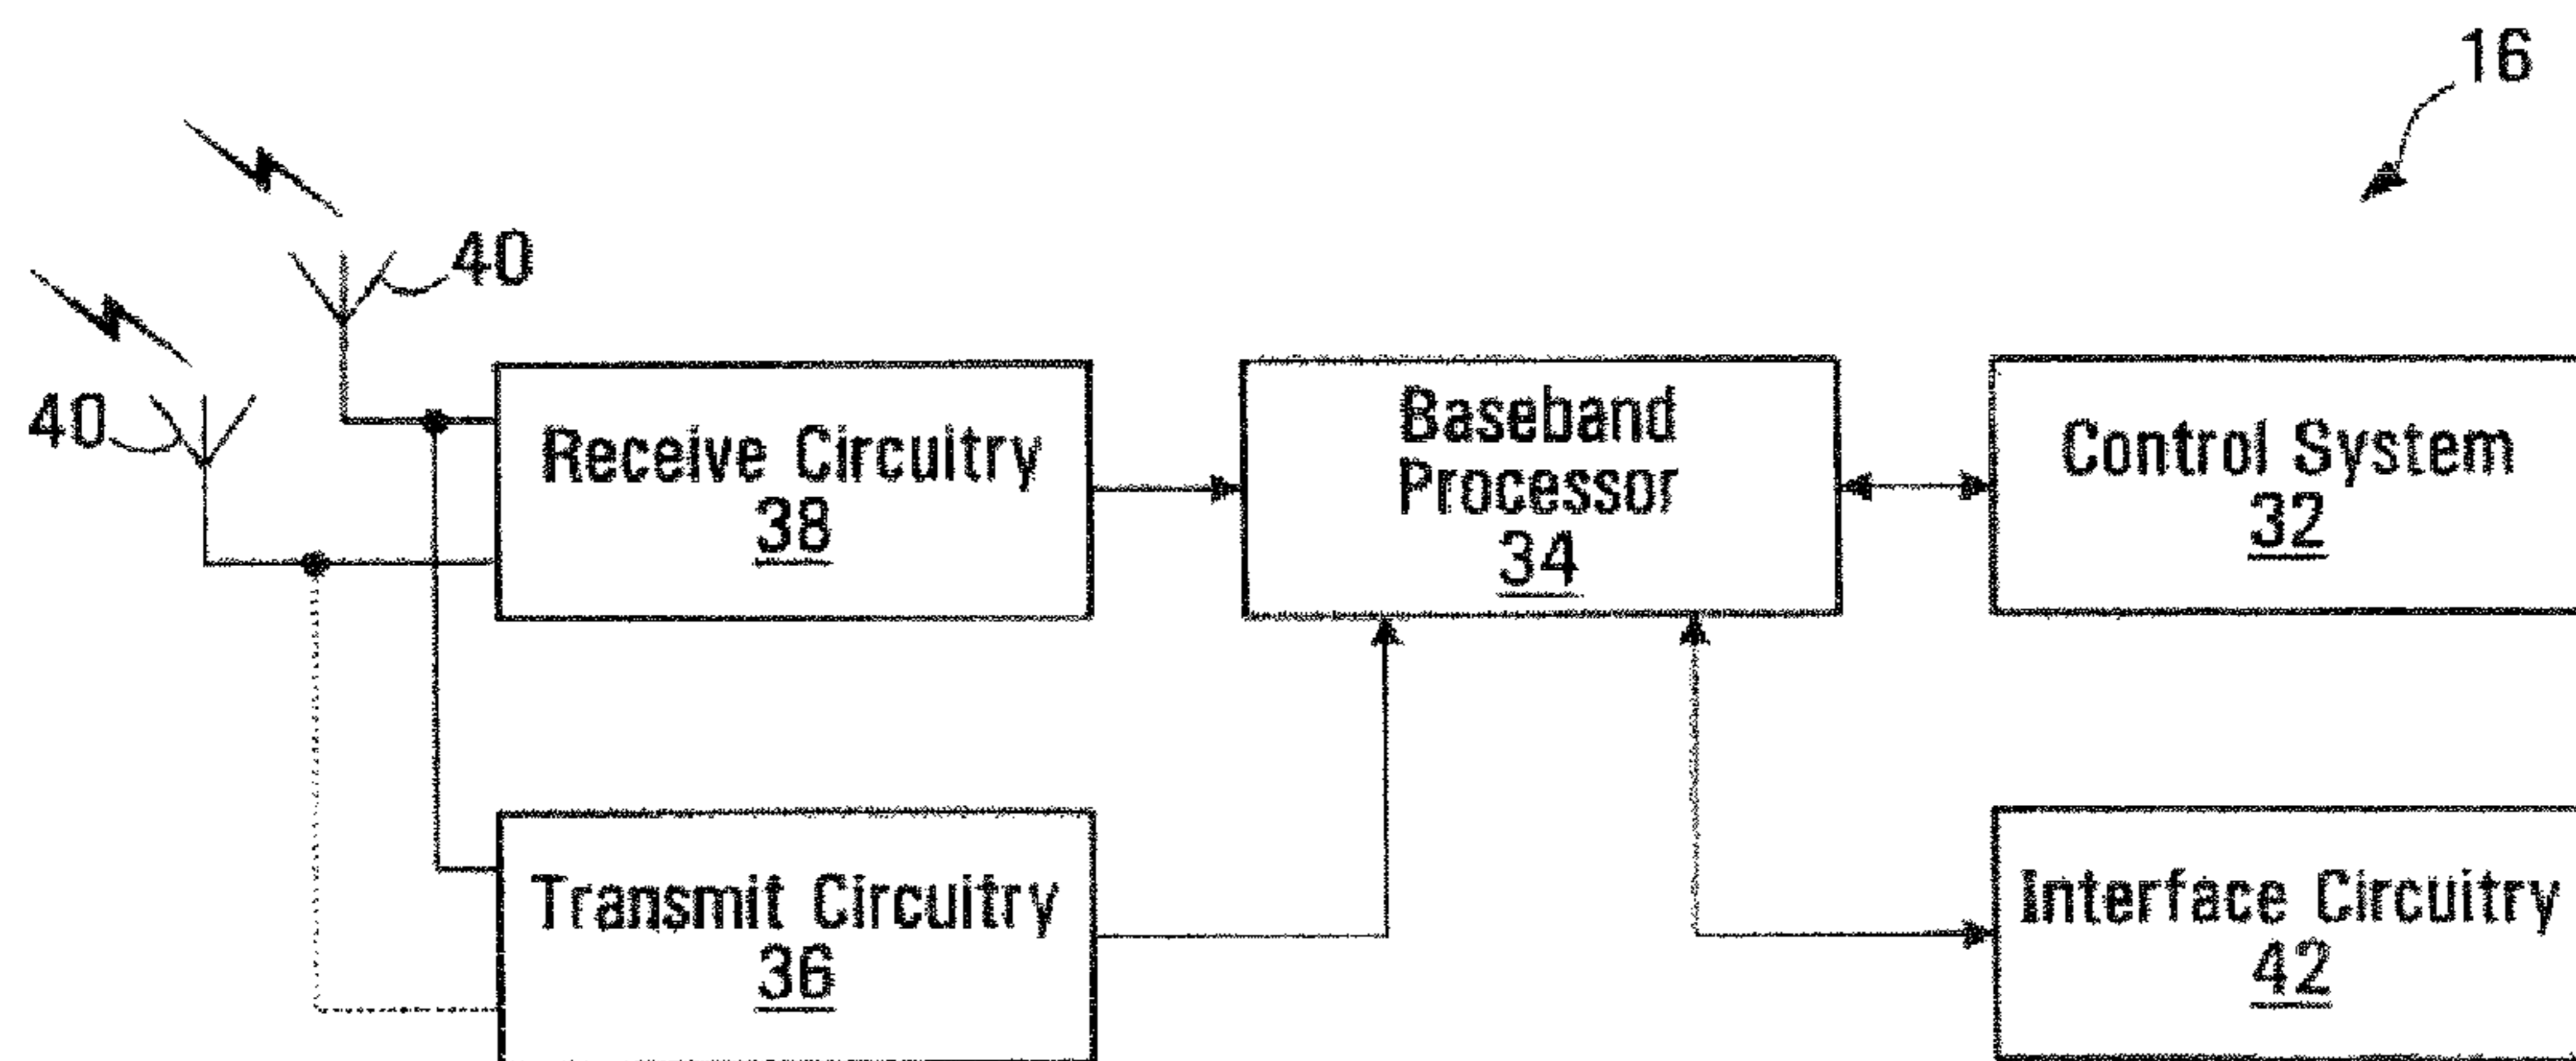 16
40
40
Receive Circuitry
38
Baseband
Processor
34
Control System
32
Transmit Circuitry
36
Interface Circuitry
42